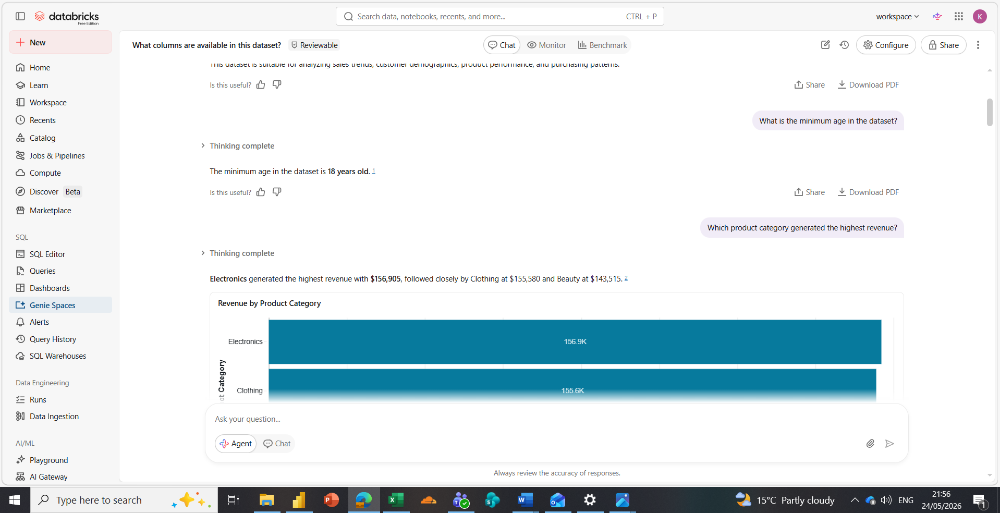 databricks
Free Edition
Search data, notebooks, recents, and more...
CTRL + P
workspace
K
New
Home
Learn
Workspace
Recents
Catalog
Jobs & Pipelines
Compute
Discover Beta
Marketplace
SQL
SQL Editor
Queries
Dashboards
Genie Spaces
Alerts
Query History
SQL Warehouses
Data Engineering
Runs
Data Ingestion
AI/ML
Playground
AI Gateway
What columns are available in this dataset?
Reviewable
Chat
Monitor
Benchmark
Configure
Share
This dataset is suitable for analyzing sales trends, customer demographics, product performance, and purchasing patterns.
Is this useful?
Share
Download PDF
What is the minimum age in the dataset?
Thinking complete
The minimum age in the dataset is 18 years old. 1
Is this useful?
Share
Download PDF
Which product category generated the highest revenue?
Thinking complete
Electronics generated the highest revenue with $156,905, followed closely by Clothing at $155,580 and Beauty at $143,515. 2
Revenue by Product Category
Electronics
156.9K
ct Category
Clothing
155.6K
Ask your question...
Agent
Chat
Always review the accuracy of responses.
Type here to search
15°C Partly cloudy
ENG
21:56
24/05/2026
1